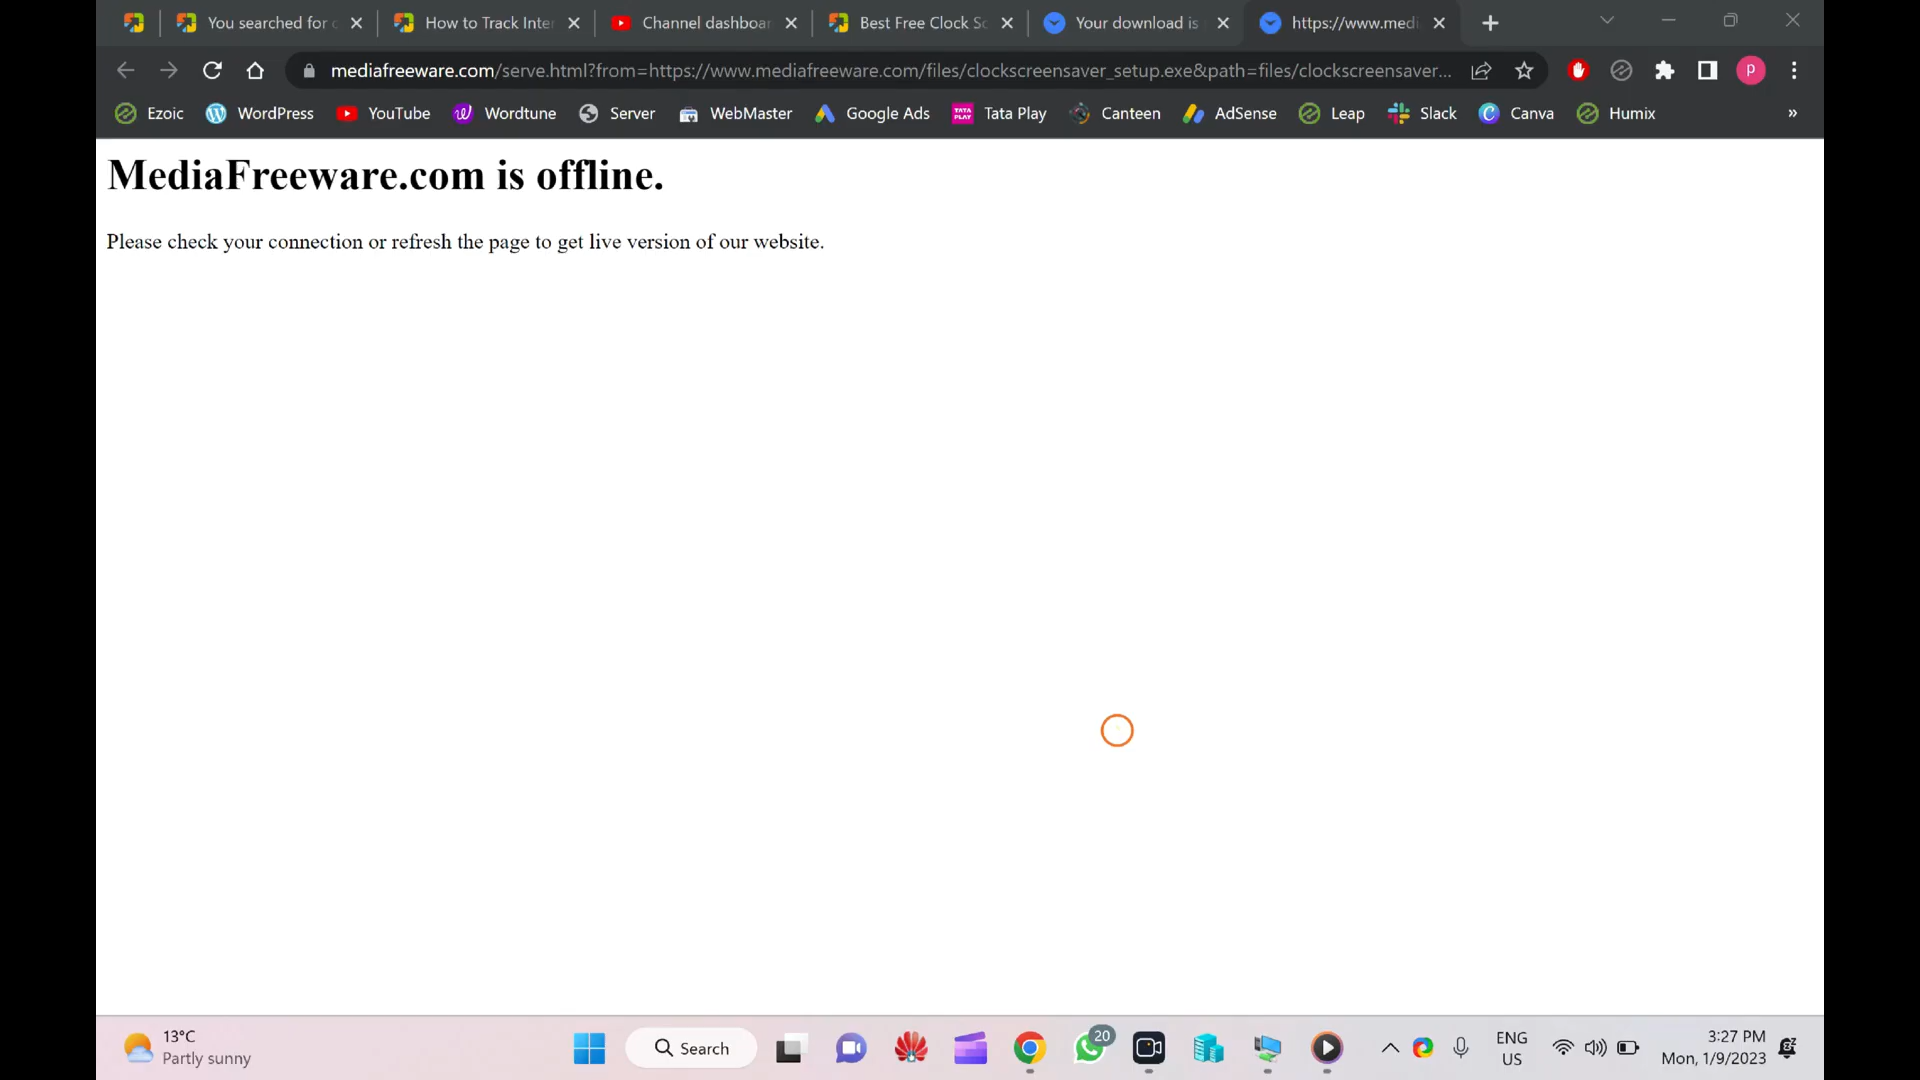 You searched for
How to Track Inter
Channel dashboa
Best Free Clock Sc
Your download is
https://www.medi
mediafreeware.com/serve.html?from=https://www.mediafreeware.com/files/clockscreensaver_setup.exe&path=files/clockscreensaver...
P
Ezoic
WordPress
YouTube
Wordtune
Server
WebMaster
Google Ads
TATA PLAY
Tata Play
Canteen
AdSense
Leap
Slack
Canva
Humix
»
MediaFreeware.com is offline.
Please check your connection or refresh the page to get live version of our website.
13°C
Partly sunny
Search
20
ENG
US
3:27 PM
Mon, 1/9/2023